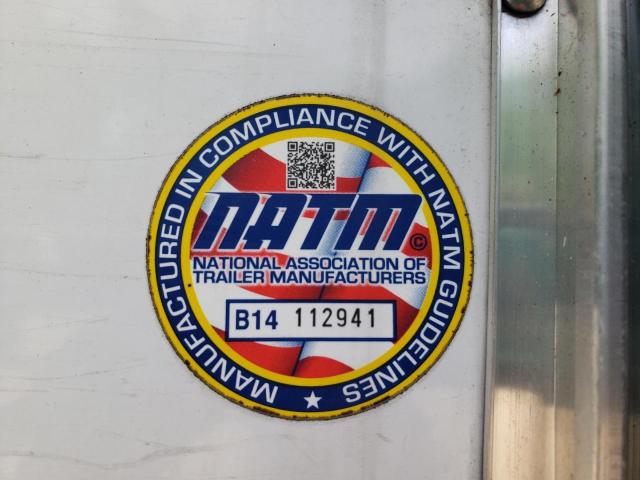 MANUFACTURED IN COMPLIANCE WITH NATM GUIDELINES
NATM
©
NATIONAL ASSOCIATION OF
TRAILER MANUFACTURERS
B14 112941